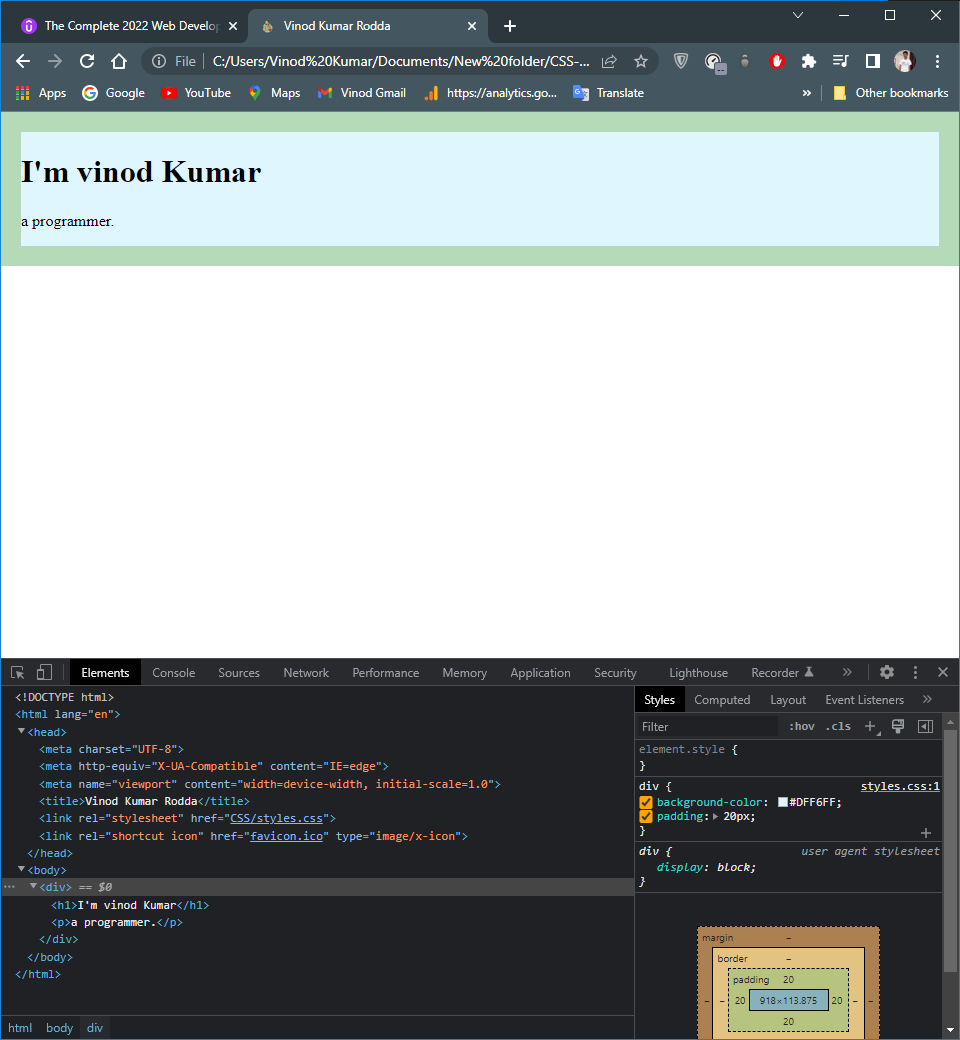 The Complete 2022 Web Develop
Vinod Kumar Rodda
File C:/Users/Vinod%20Kumar/Documents/New%20folder/CSS-...
Apps Google YouTube Maps Vinod Gmail https://analytics.go... Translate » Other bookmarks
I'm vinod Kumar
a programmer.
Elements Console Sources Network Performance Memory Application Security Lighthouse Recorder »
<!DOCTYPE html>
<html lang="en">
<head>
<meta charset="UTF-8">
<meta http-equiv="X-UA-Compatible" content="IE=edge">
<meta name="viewport" content="width=device-width, initial-scale=1.0">
<title>Vinod Kumar Rodda</title>
<link rel="stylesheet" href="CSS/styles.css">
<link rel="shortcut icon" href="favicon.ico" type="image/x-icon">
</head>
<body>
… <div> == $0
<h1>I'm vinod Kumar</h1>
<p>a programmer.</p>
</div>
</body>
</html>
html body div
Styles Computed Layout Event Listeners »
Filter :hov .cls +
element.style {
}
div { styles.css:1
background-color: #DFF6FF;
padding: 20px;
}
div { user agent stylesheet
display: block;
}
margin –
border –
padding 20
– – 20 918×113.875 20 – –
20